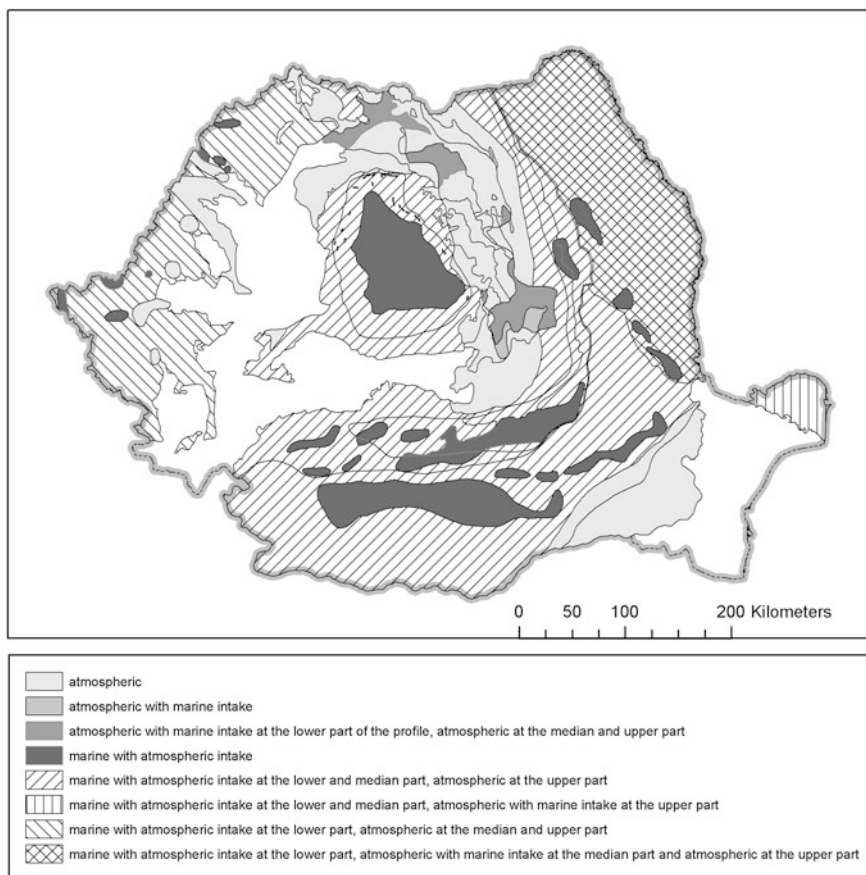 0 50 100 200 Kilometers
atmospheric
atmospheric with marine intake
atmospheric with marine intake at the lower part of the profile, atmospheric at the median and upper part
marine with atmospheric intake
marine with atmospheric intake at the lower and median part, atmospheric at the upper part
marine with atmospheric intake at the lower and median part, atmospheric with marine intake at the upper part
marine with atmospheric intake at the lower part, atmospheric at the median and upper part
marine with atmospheric intake at the lower part, atmospheric with marine intake at the median part and atmospheric at the upper part